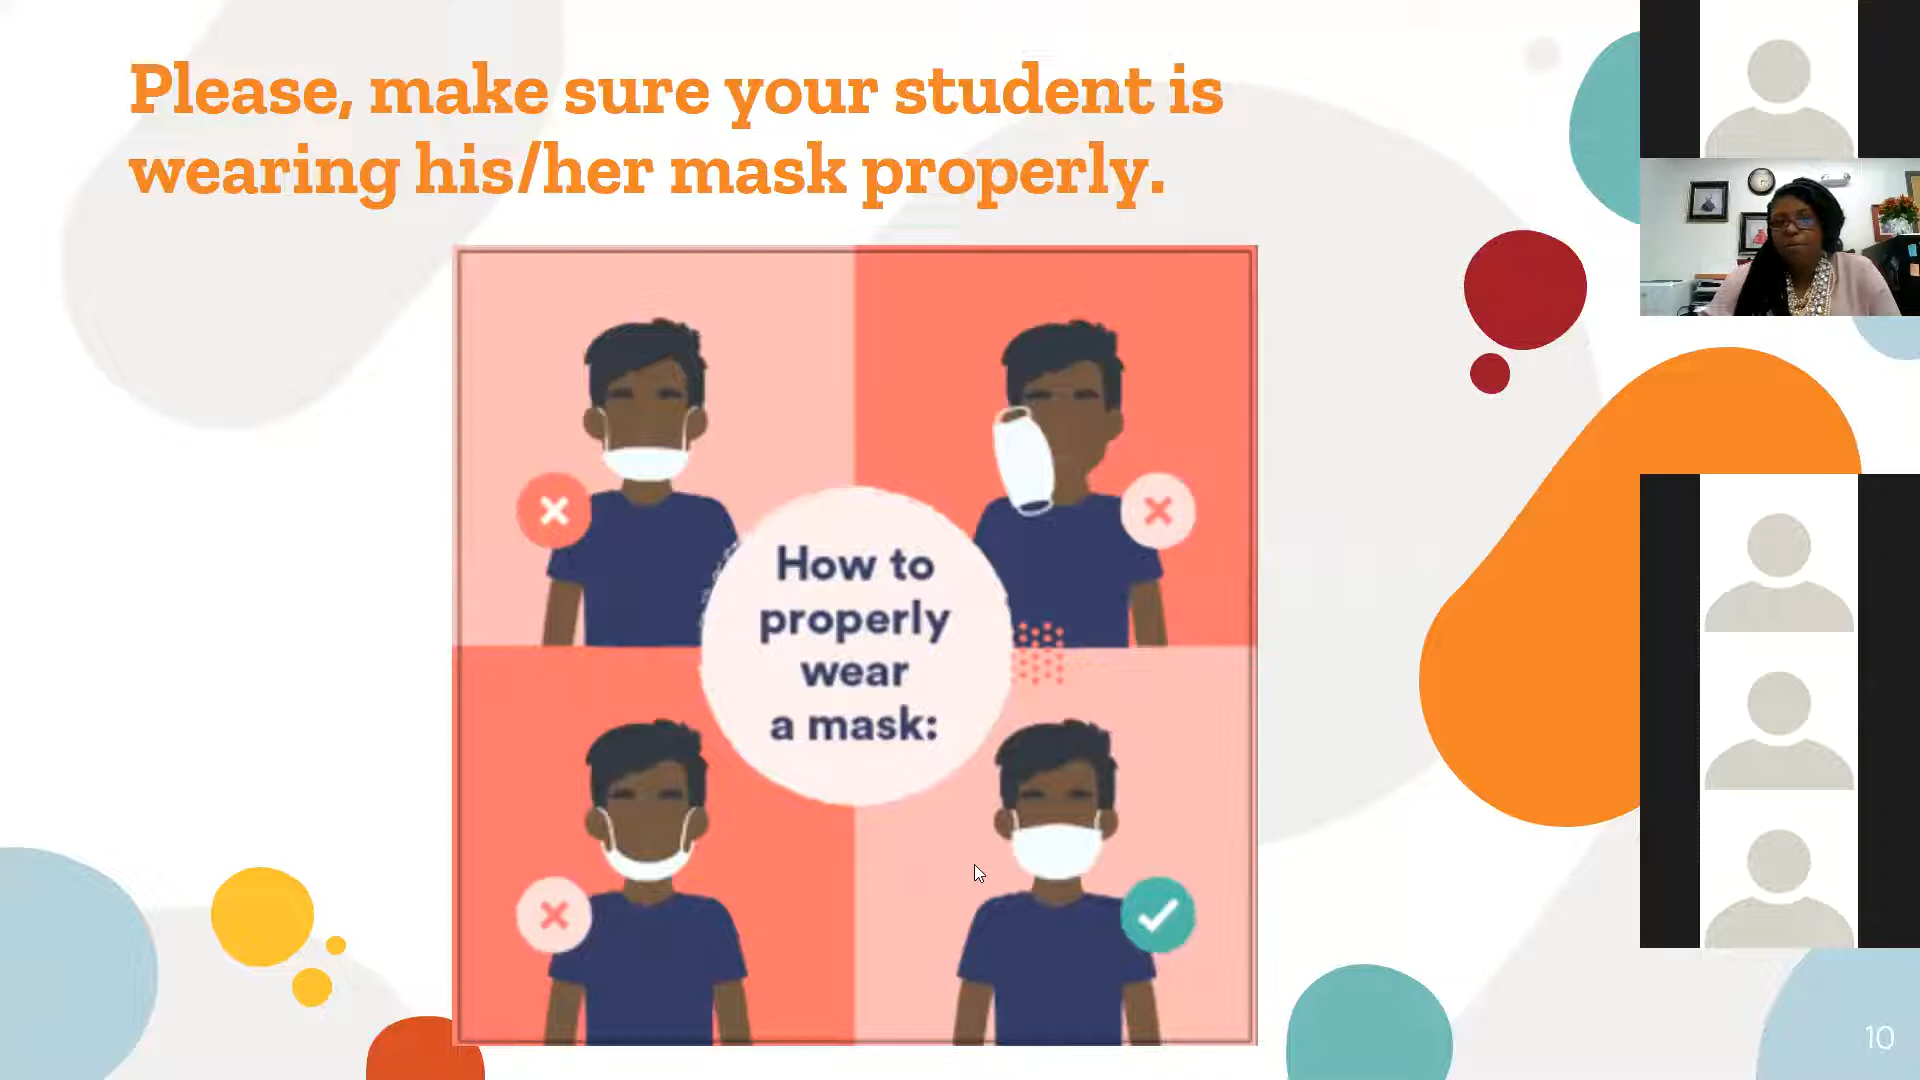 Please, make sure your student is
wearing his/her mask properly.
How to
properly
wear
a mask:
10